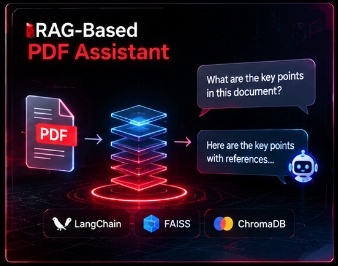 RAG-Based
PDF Assistant
What are the key points
in this document?
PDF
Here are the key points
with references...
LangChain
FAISS
ChromaDB